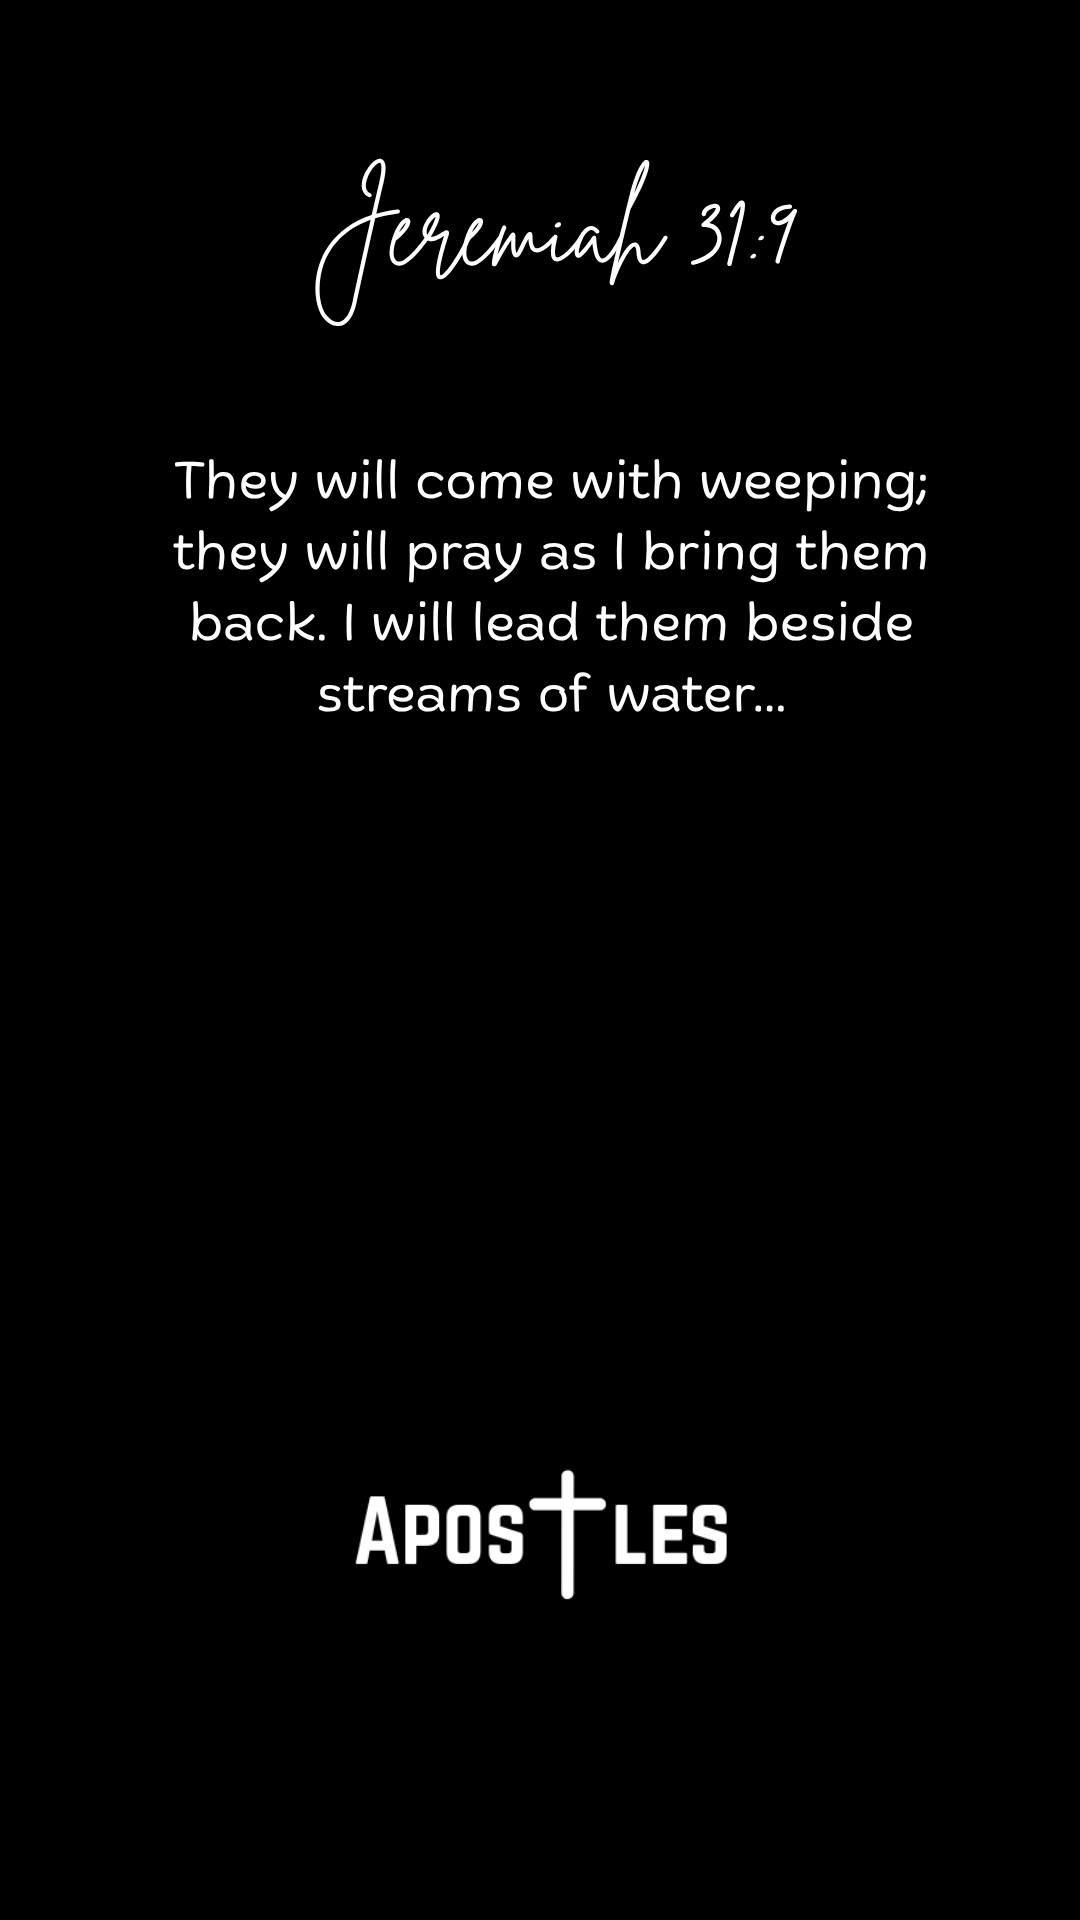 Jeremiah 31:9
They will come with weeping;
they will pray as I bring them
back. I will lead them beside
streams of water...
APOSTLES